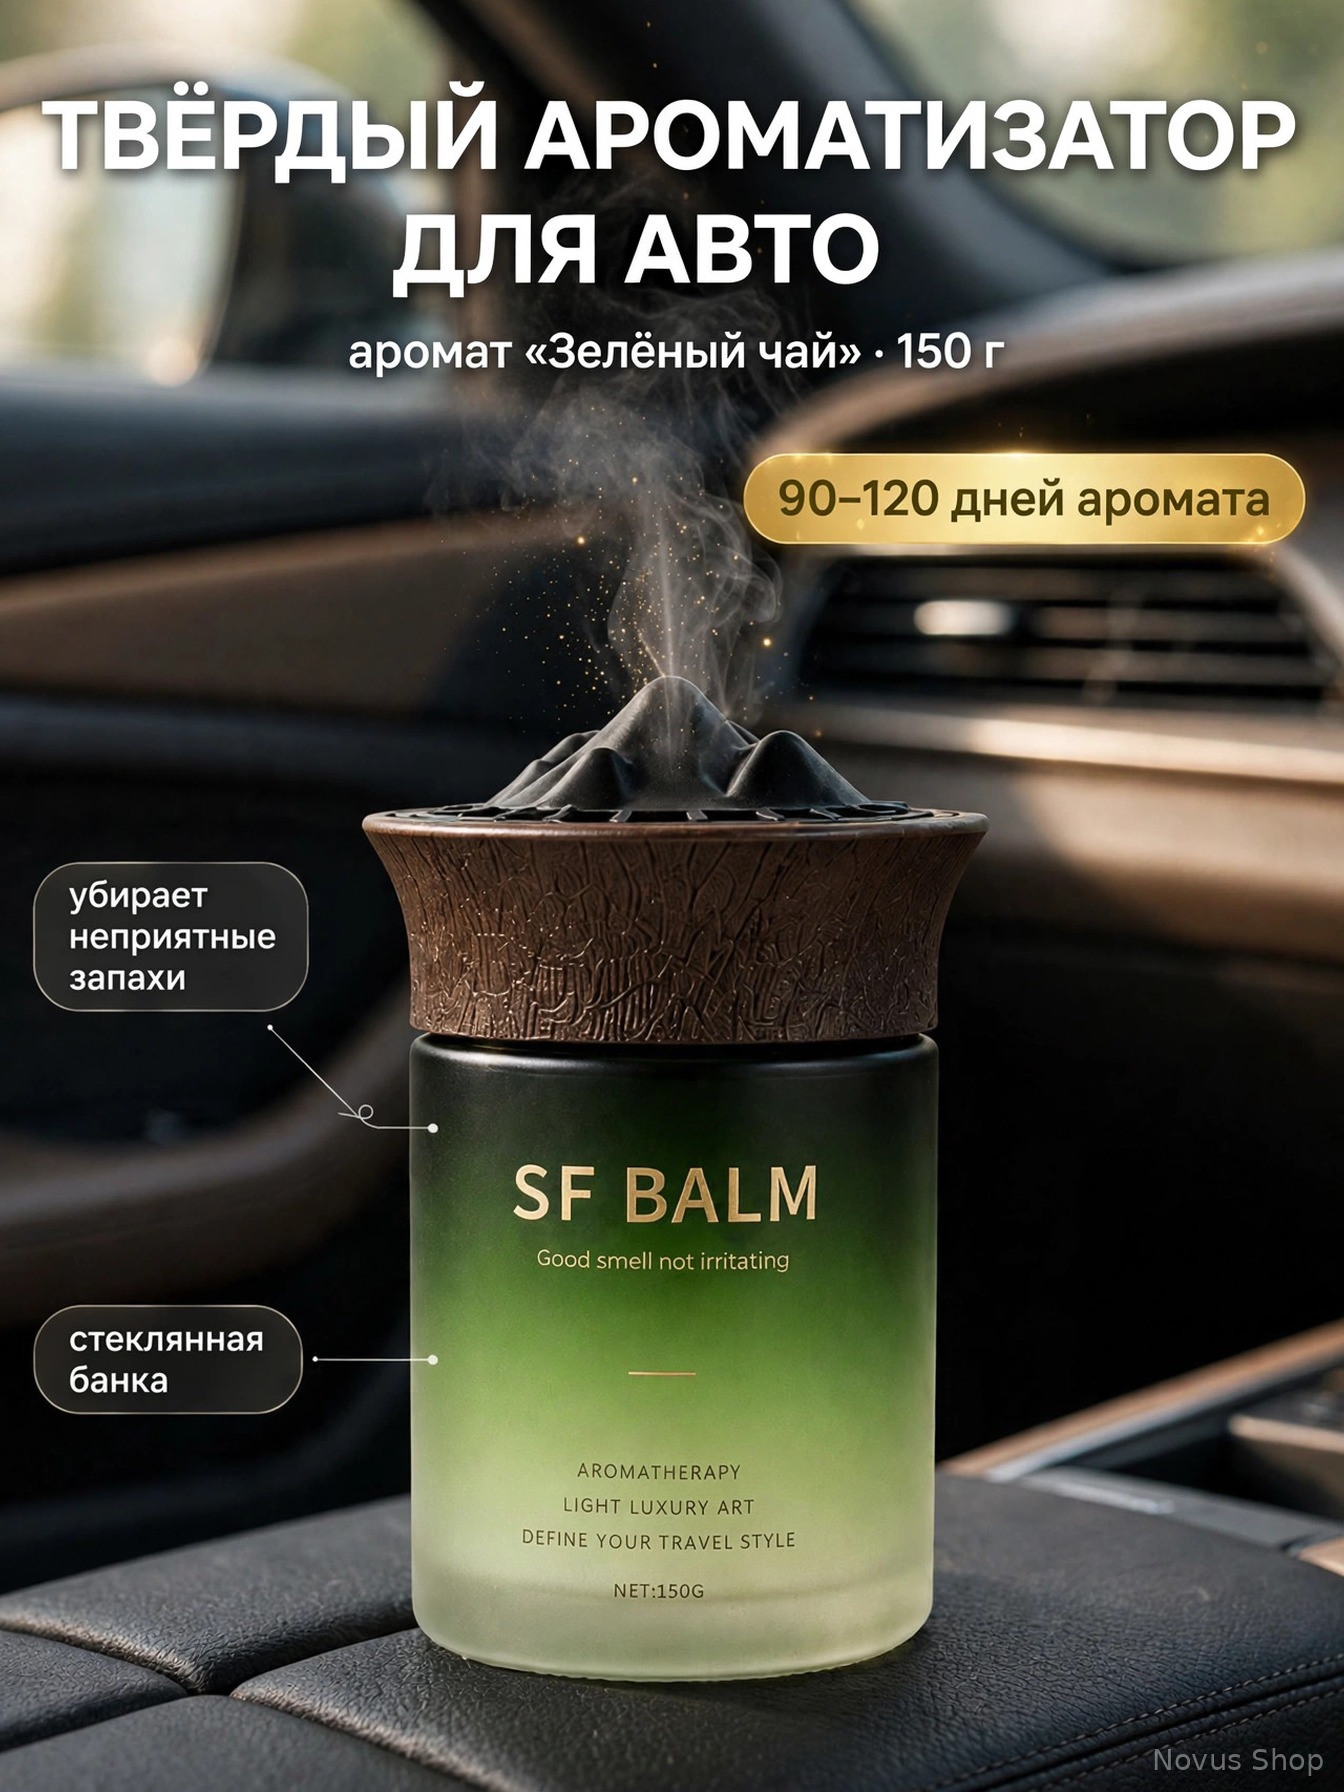 ТВЁРДЫЙ АРОМАТИЗАТОР
ДЛЯ АВТО
аромат «Зелёный чай» · 150 г
90–120 дней аромата
убирает
неприятные
запахи
SF BALM
Good smell not irritating
стеклянная
банка
AROMATHERAPY
LIGHT LUXURY ART
DEFINE YOUR TRAVEL STYLE
NET:150G
Novus Shop